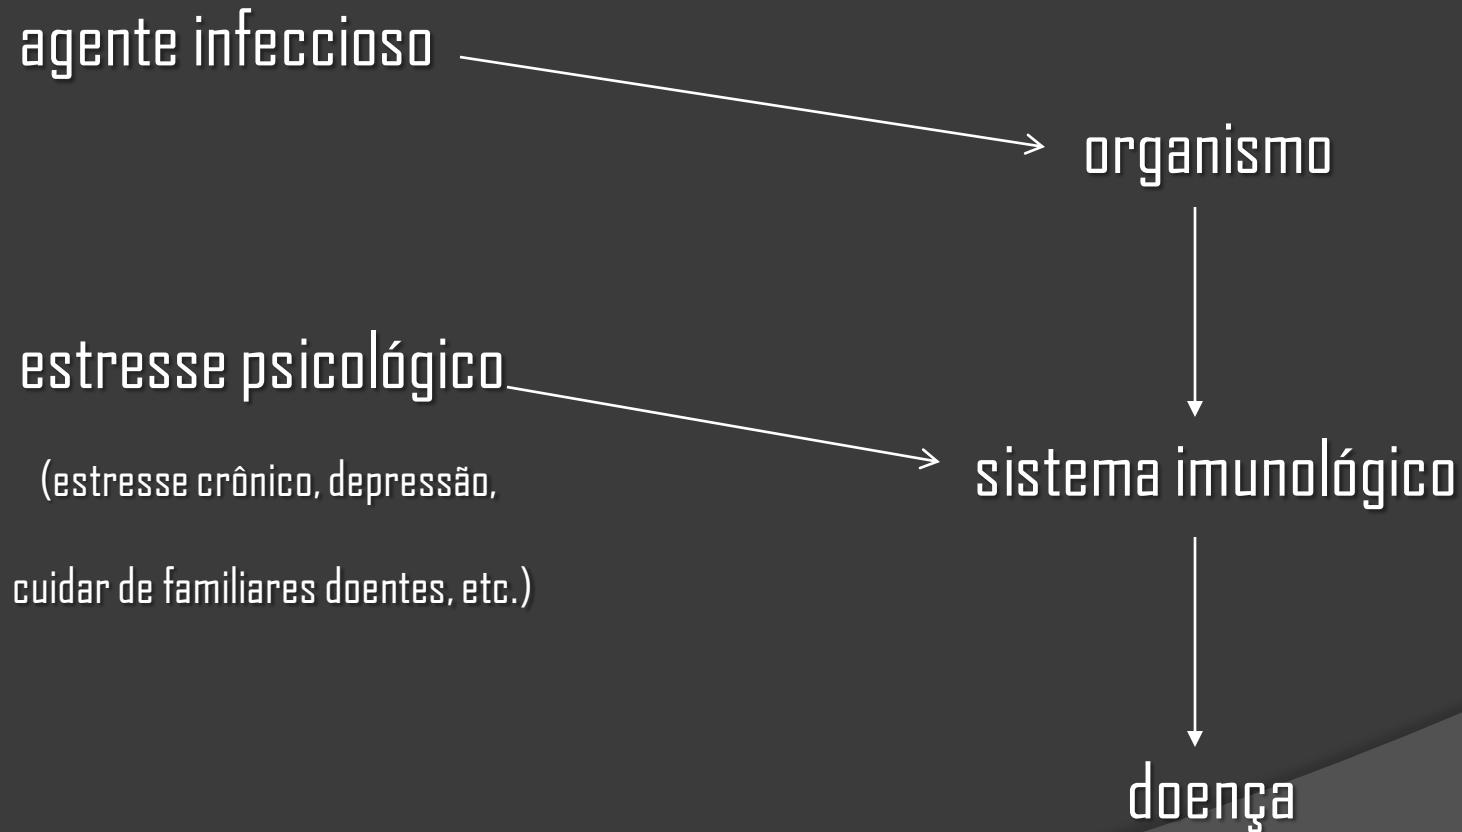 agente infeccioso
organismo
estresse psicológico
sistema imunológico
(estresse crônico, depressão,
cuidar de familiares doentes, etc.)
doença